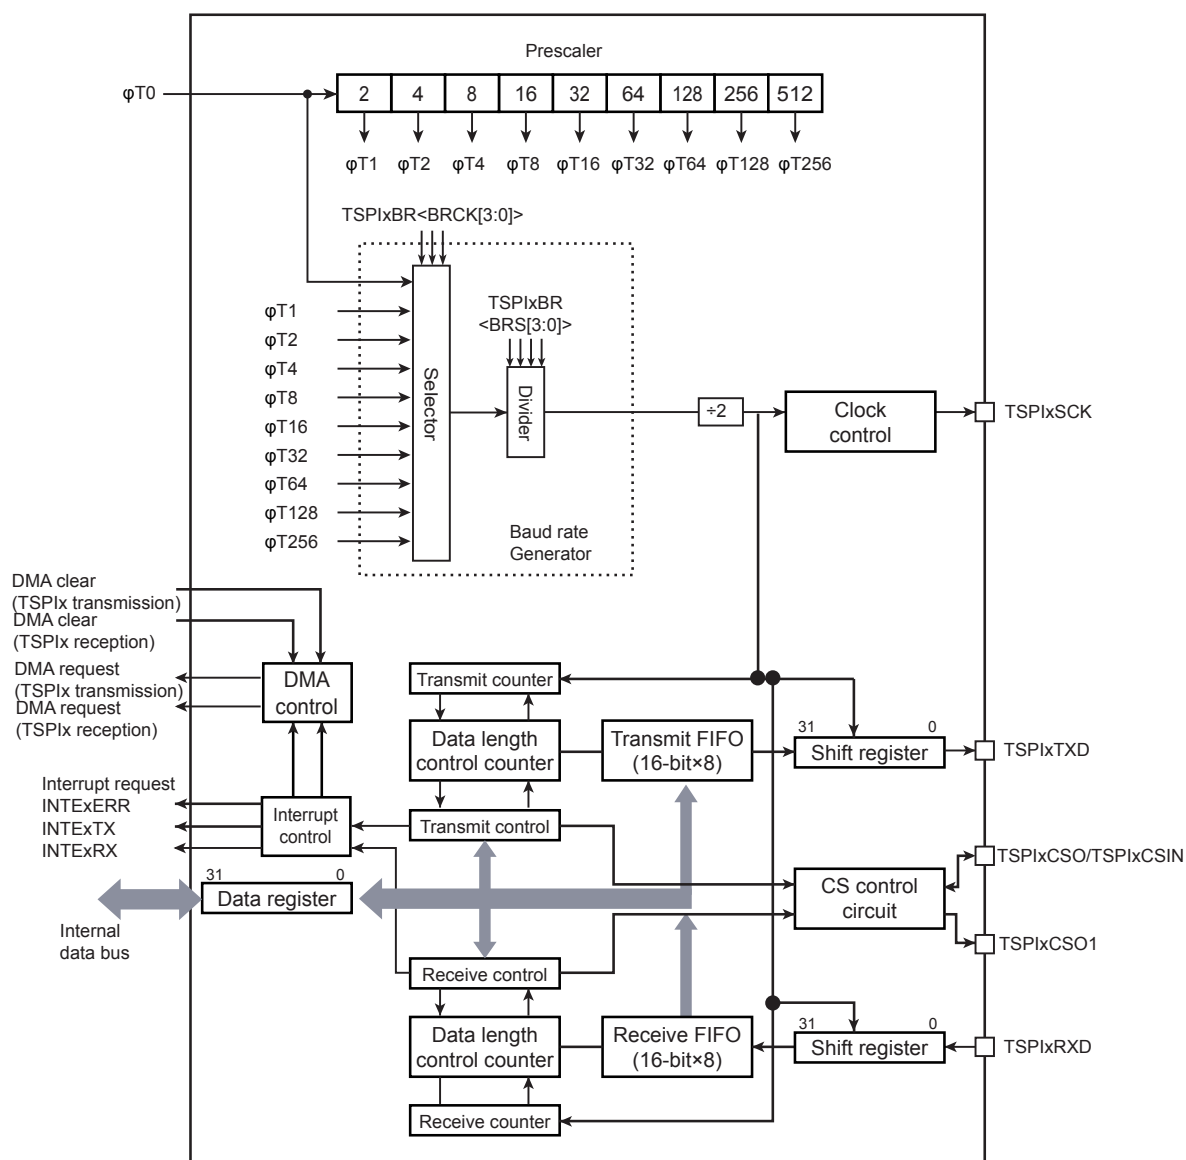 Prescaler
φT0
2 4 8 16 32 64 128 256 512
φT1 φT2 φT4 φT8 φT16 φT32 φT64 φT128 φT256
TSPIxBR<BRCK[3:0]>
TSPIxBR
<BRS[3:0]>
φT1
φT2
φT4
φT8
φT16
φT32
φT64
φT128
φT256
Selector
Divider
÷2
Clock
control
TSPIxSCK
Baud rate
Generator
DMA clear
(TSPIx transmission)
DMA clear
(TSPIx reception)
DMA request
(TSPIx transmission)
DMA request
(TSPIx reception)
DMA
control
Interrupt request
INTExERR
INTExTX
INTExRX
Interrupt
control
Transmit counter
Data length
control counter
Transmit control
Transmit FIFO
(16-bit×8)
31 0
Shift register
TSPIxTXD
31 0
Data register
Internal
data bus
CS control
circuit
TSPIxCSO/TSPIxCSIN
TSPIxCSO1
Receive control
Data length
control counter
Receive counter
Receive FIFO
(16-bit×8)
31 0
Shift register
TSPIxRXD